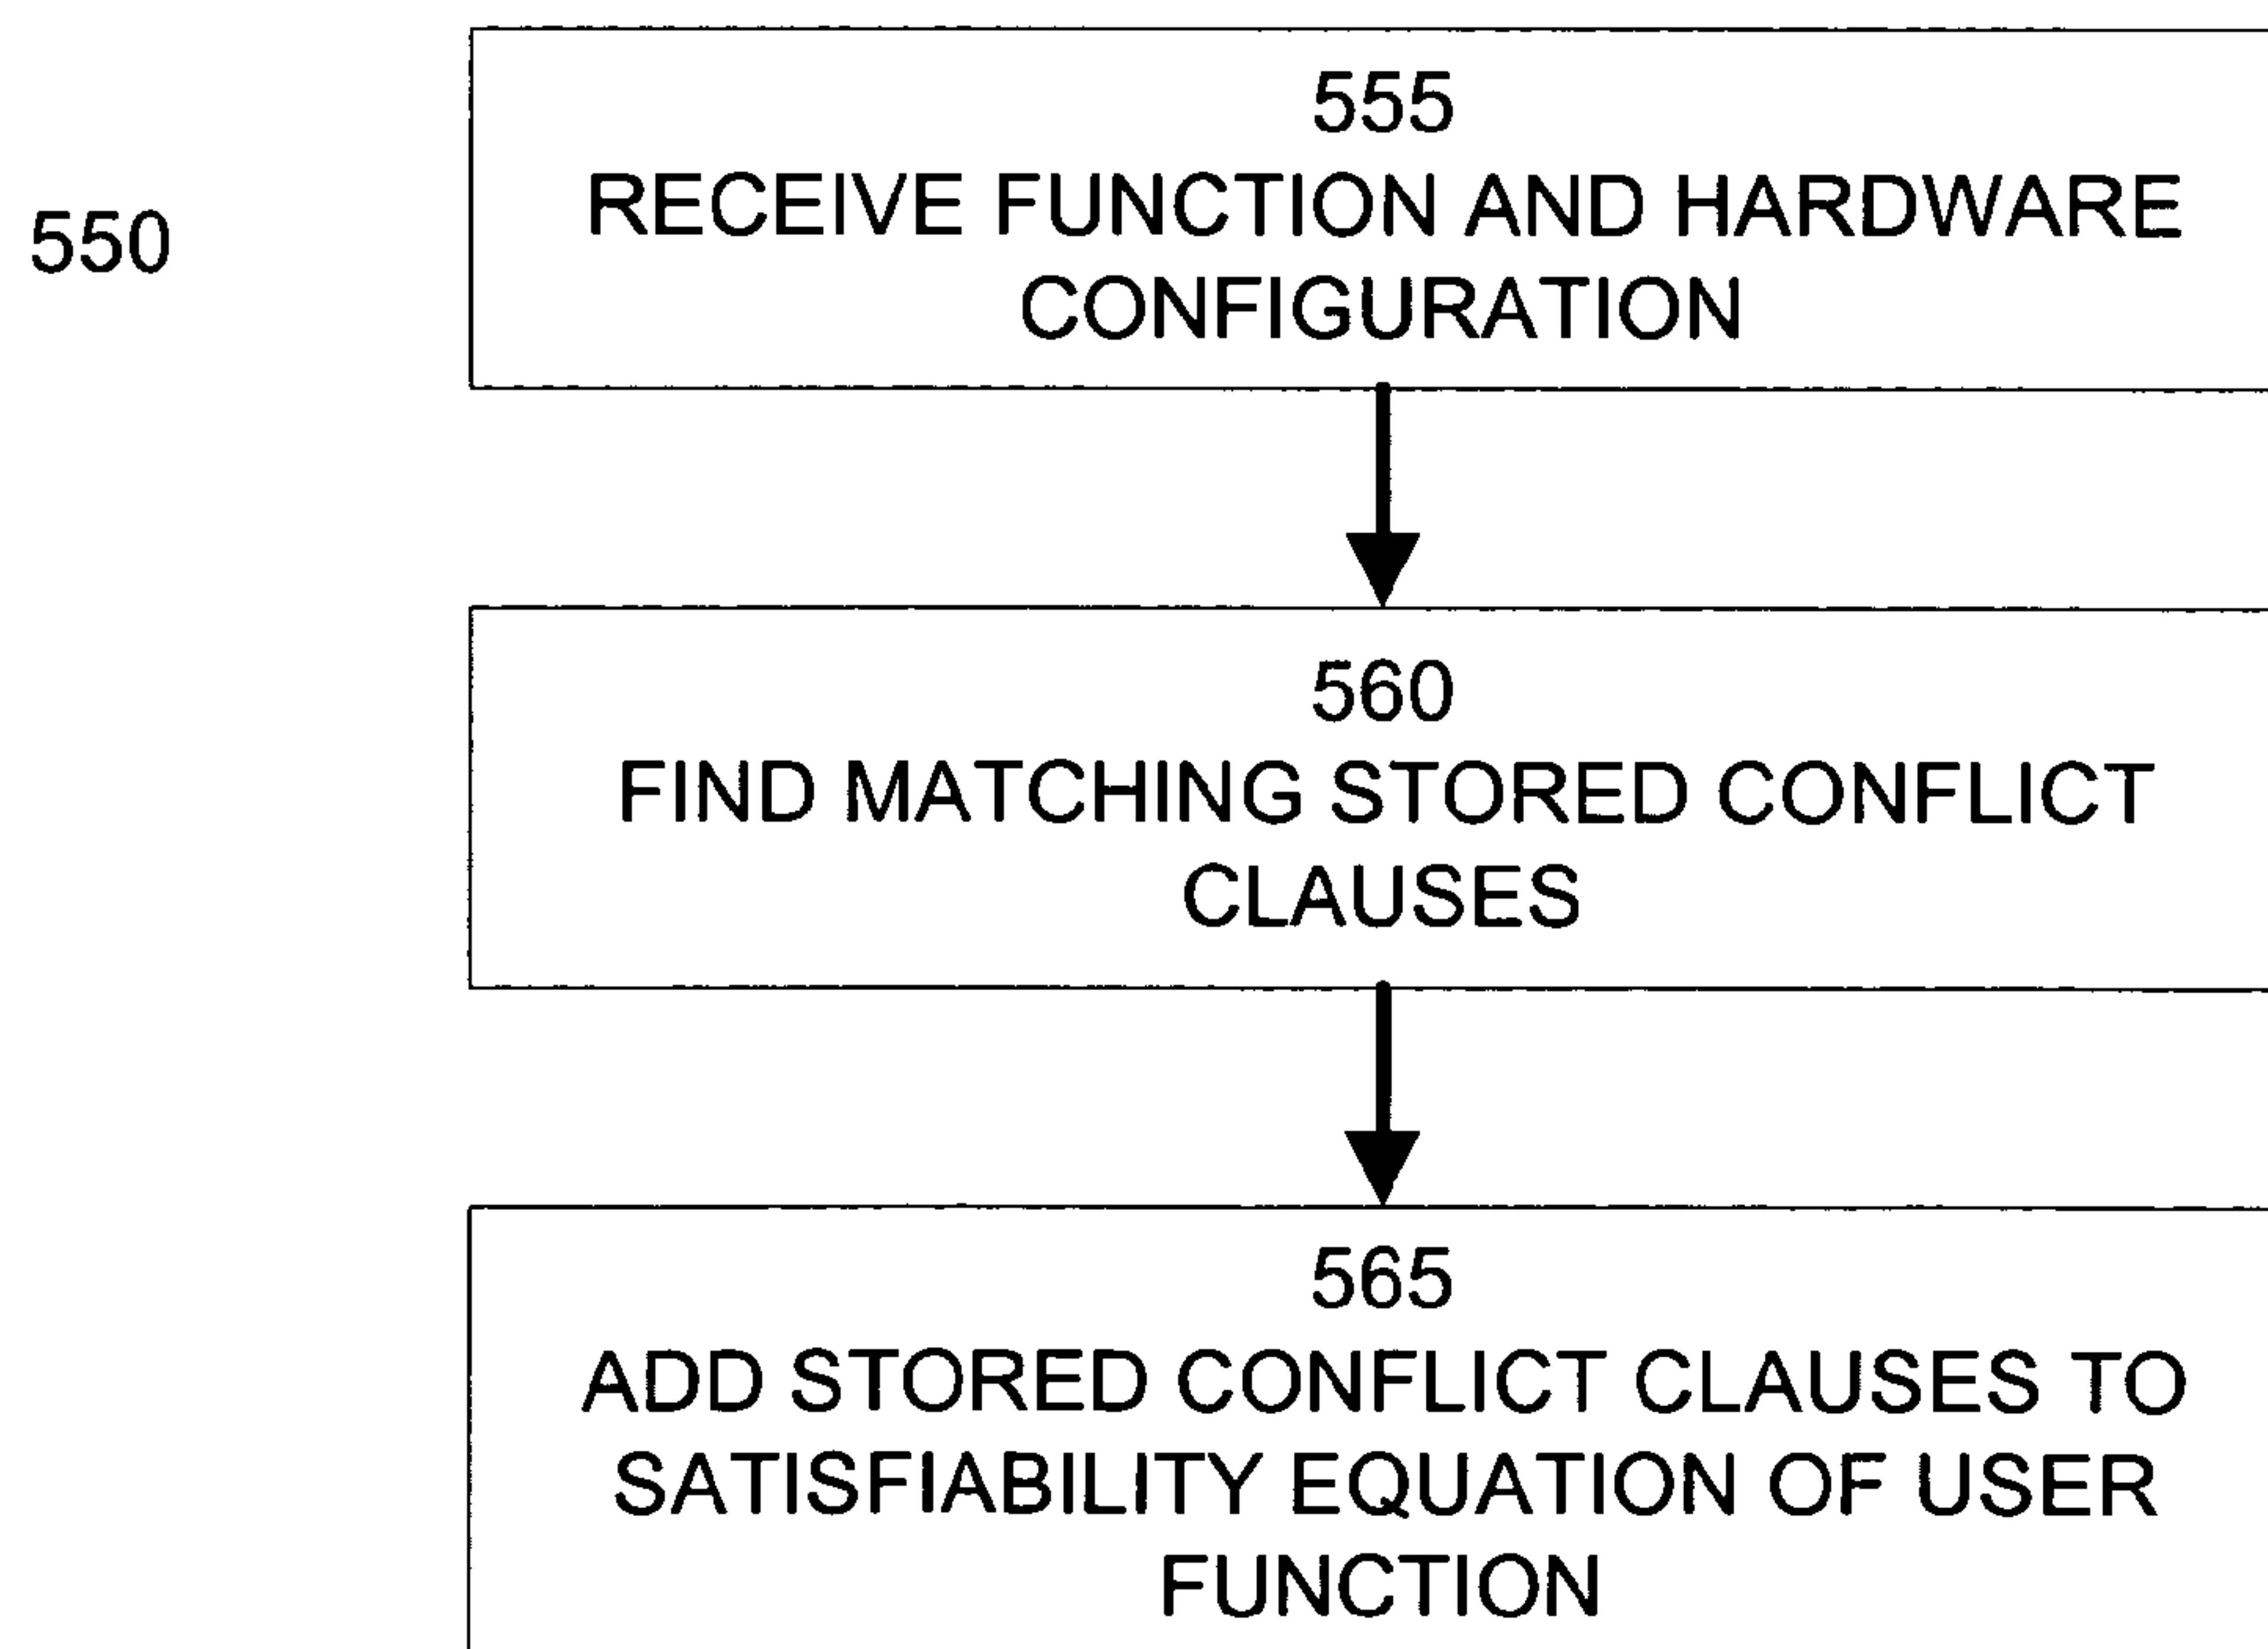 550
555
RECEIVE FUNCTION AND HARDWARE
CONFIGURATION
560
FIND MATCHING STORED CONFLICT
CLAUSES
565
ADD STORED CONFLICT CLAUSES TO
SATISFIABILITY EQUATION OF USER
FUNCTION